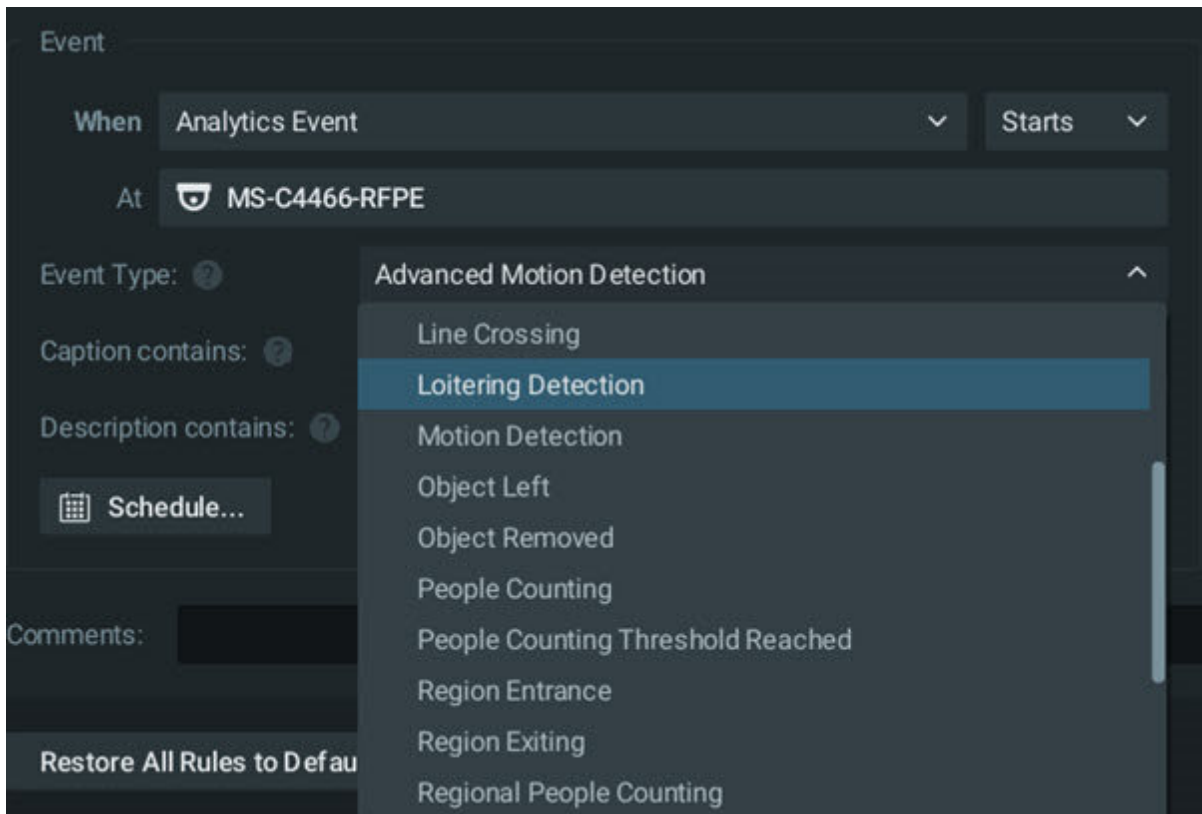 Event
When Analytics Event Starts
At MS-C4466-RFPE
Event Type: ? Advanced Motion Detection
Line Crossing
Caption contains: ?
Loitering Detection
Motion Detection
Description contains: ?
Object Left
Schedule...
Object Removed
People Counting
Comments:
People Counting Threshold Reached
Region Entrance
Region Exiting
Restore All Rules to Defau
Regional People Counting